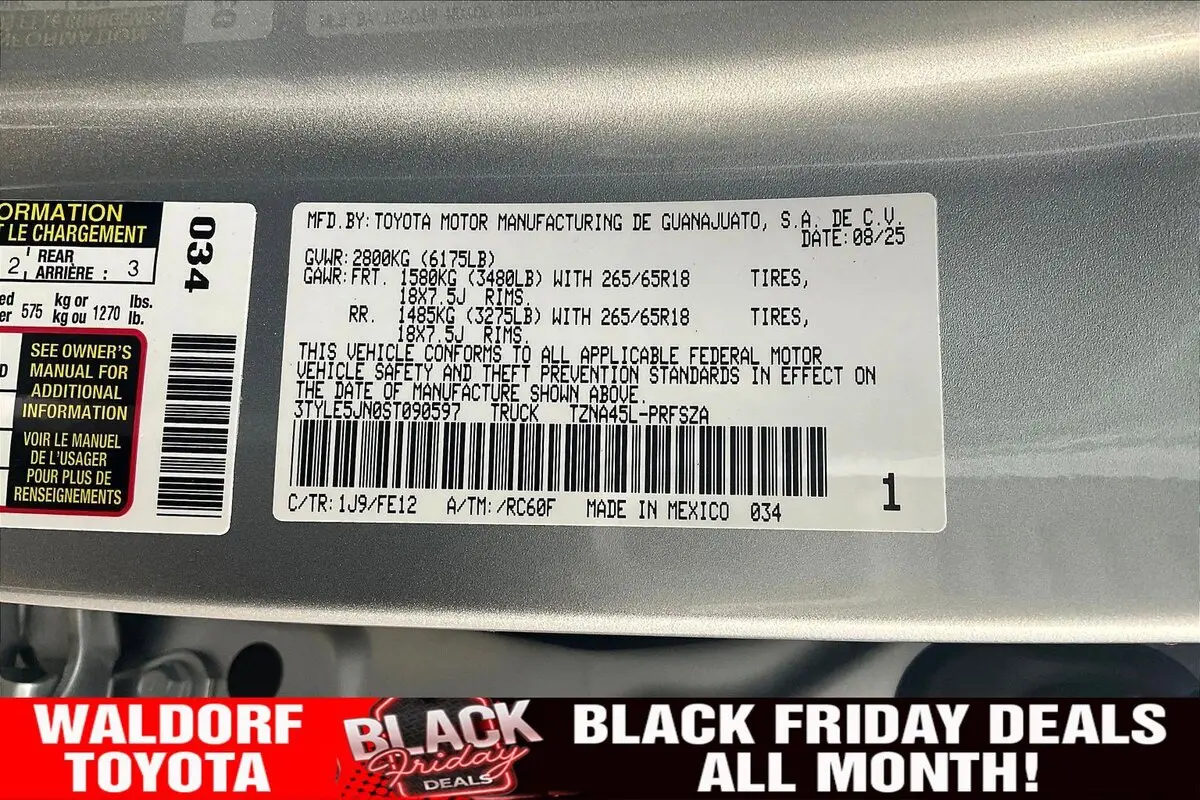 ORMATION
T LE CHARGEMENT
2 REAR
ARRIÈRE : 3
575 kg or 1270 lbs.
kg ou lb.
SEE OWNER'S
MANUAL FOR
ADDITIONAL
INFORMATION
VOIR LE MANUEL
DE L'USAGER
POUR PLUS DE
RENSEIGNEMENTS
034
MFD.BY:TOYOTA MOTOR MANUFACTURING DE GUANAJUATO, S.A. DE C.V.
DATE:08/25
GVWR:2800KG (6175LB)
GAWR:FRT. 1580KG (3480LB) WITH 265/65R18 TIRES,
18X7.5J RIMS.
RR. 1485KG (3275LB) WITH 265/65R18 TIRES,
18X7.5J RIMS.
THIS VEHICLE CONFORMS TO ALL APPLICABLE FEDERAL MOTOR
VEHICLE SAFETY AND THEFT PREVENTION STANDARDS IN EFFECT ON
THE DATE OF MANUFACTURE SHOWN ABOVE.
3TYLE5JN0ST090597 TRUCK TZNA45L-PRFSZA
C/TR:1J9/FE12 A/TM:/RC60F MADE IN MEXICO 034
1
WALDORF
TOYOTA
BLACK
Friday
DEALS
BLACK FRIDAY DEALS
ALL MONTH!